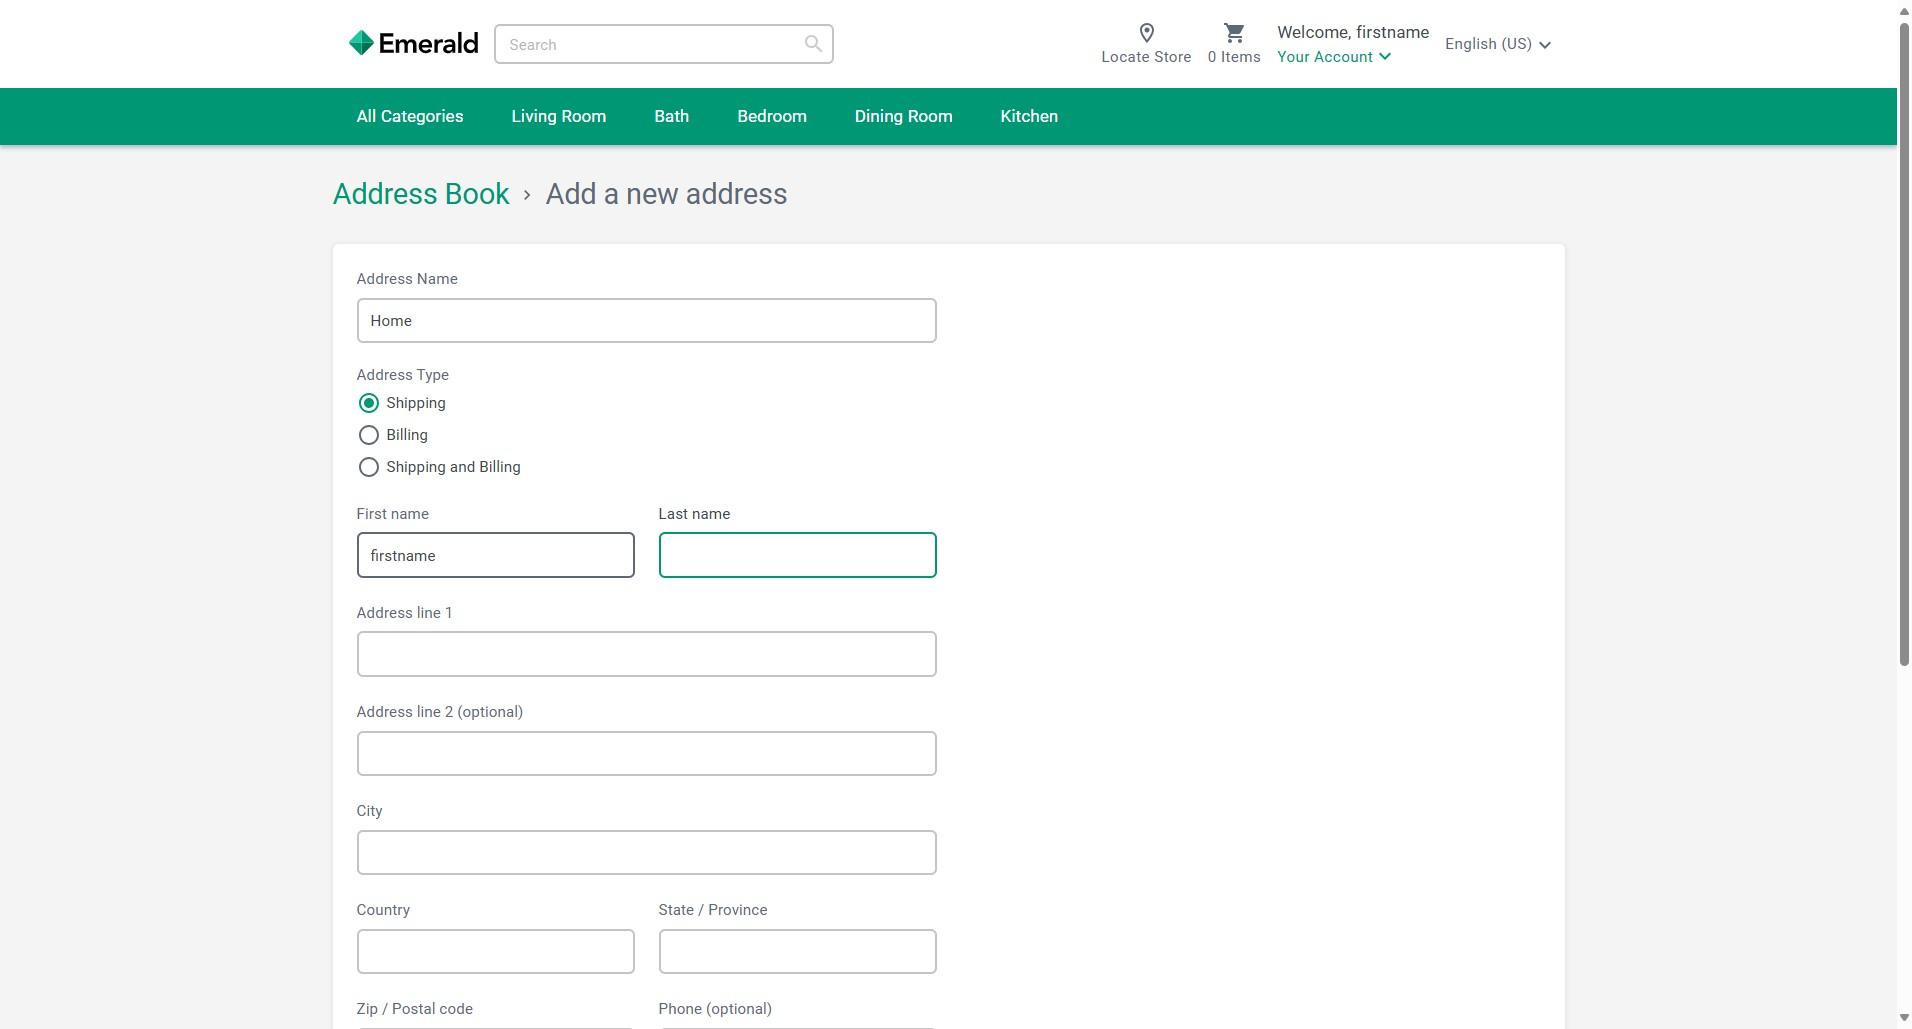 Emerald
Search
Locate Store
0 Items
Welcome, firstname
Your Account
English (US)
All Categories
Living Room
Bath
Bedroom
Dining Room
Kitchen
Address Book › Add a new address
Address Name
Home
Address Type
Shipping
Billing
Shipping and Billing
First name
Last name
firstname
Address line 1
Address line 2 (optional)
City
Country
State / Province
Zip / Postal code
Phone (optional)